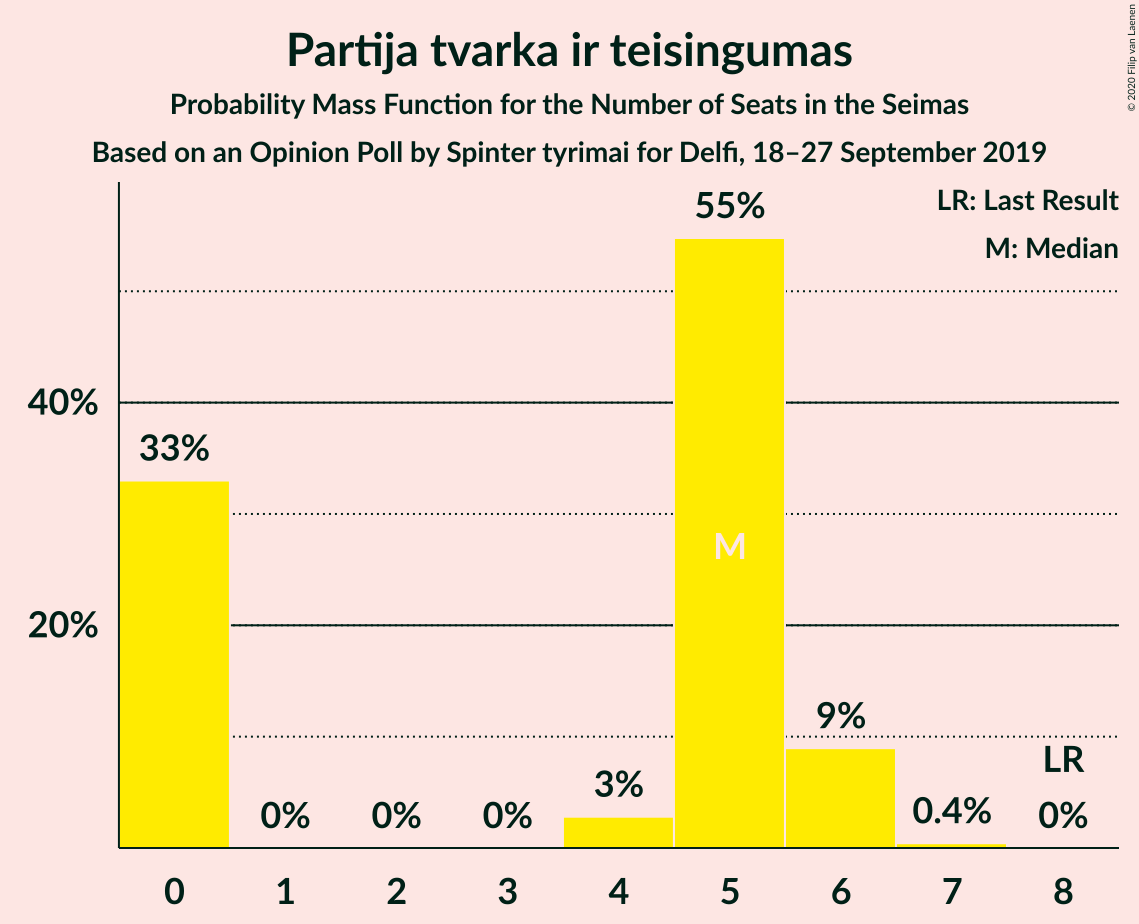 Partija tvarka ir teisingumas
Probability Mass Function for the Number of Seats in the Seimas
Based on an Opinion Poll by Spinter tyrimai for Delfi, 18–27 September 2019
© 2020 Filip van Laenen
LR: Last Result
M: Median
55%
40%
33%
M
20%
9%
LR
3%
0%
0%
0%
0.4%
0%
0 1 2 3 4 5 6 7 8